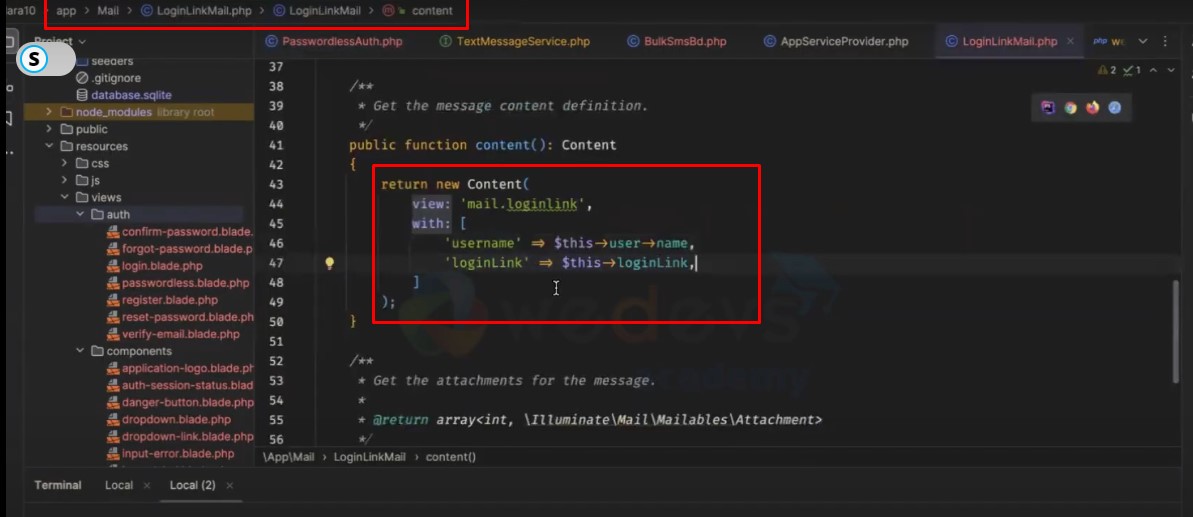 lara10 > app > Mail > LoginLinkMail.php > LoginLinkMail > m content
Project
S
PasswordlessAuth.php TextMessageService.php BulkSmsBd.php AppServiceProvider.php LoginLinkMail.php × php
2 1
seeders
.gitignore
database.sqlite
node_modules library root
public
resources
css
js
views
auth
confirm-password.blade.
forgot-password.blade.p
login.blade.php
passwordless.blade.php
register.blade.php
reset-password.blade.php
verify-email.blade.php
components
application-logo.blade.ph
auth-session-status.blad
danger-button.blade.php
dropdown.blade.php
dropdown-link.blade.php
input-error.blade.php
37
38 /**
39 * Get the message content definition.
40 */
41 public function content(): Content
42 {
43 return new Content(
44 view: 'mail.loginlink',
45 with: [
46 'username' => $this->user->name,
47 'loginLink' => $this->loginLink,
48 ]
49 );
50 }
51
52 /**
53 * Get the attachments for the message.
54 *
55 * @return array<int, \Illuminate\Mail\Mailables\Attachment>
56 */
wedevs
academy
\App\Mail > LoginLinkMail > content()
Terminal Local × Local (2) ×